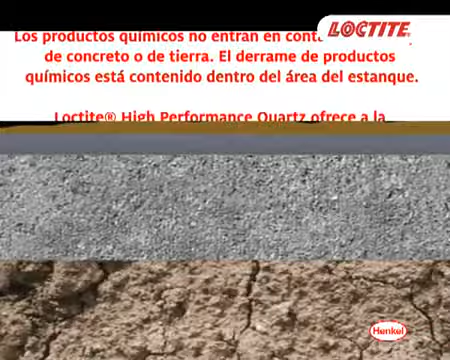 LOCTITE
Los productos químicos no entran en
de concreto o de tierra. El derrame de productos
químicos está contenido dentro del área del estanque.
Loctite® High Performance Quartz ofrece a la
Henkel